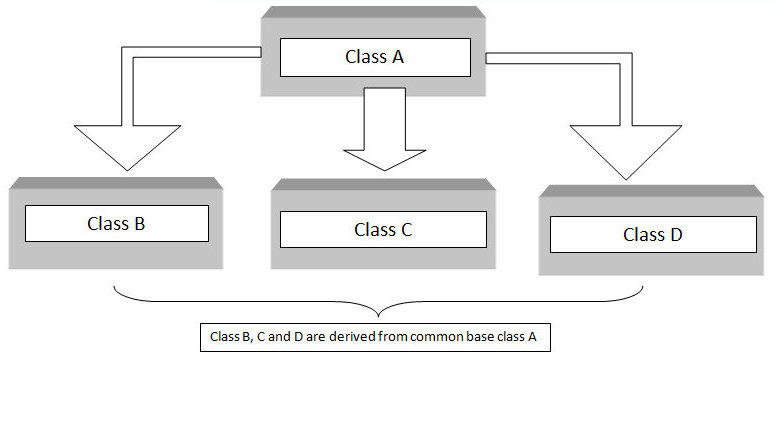 Class A
Class B
Class C
Class D
Class B, C and D are derived from common base class A